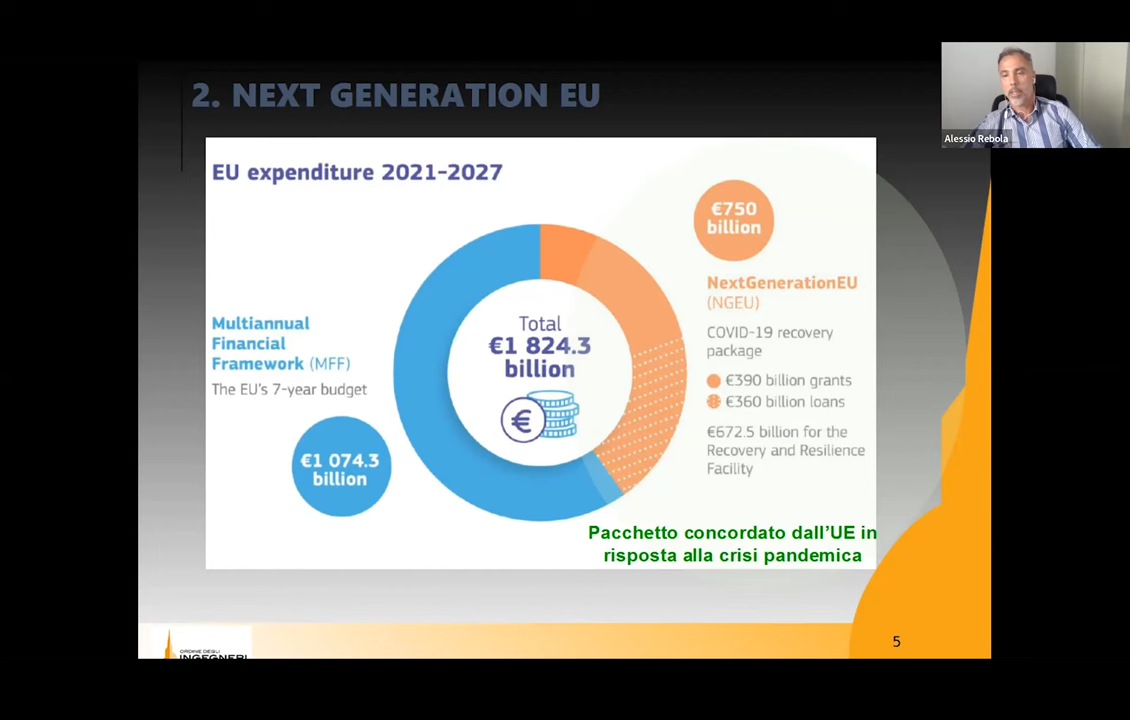 2. NEXT GENERATION EU
Alessio Rebola
EU expenditure 2021-2027
€750
billion
NextGenerationEU
(NGEU)
COVID-19 recovery
package
€390 billion grants
€360 billion loans
€672.5 billion for the
Recovery and Resilience
Facility
Multiannual
Financial
Framework (MFF)
The EU's 7-year budget
€1 074.3
billion
Total
€1 824.3
billion
€
Pacchetto concordato dall'UE in
risposta alla crisi pandemica
ORDINE DEGLI
INGEGNERI
5